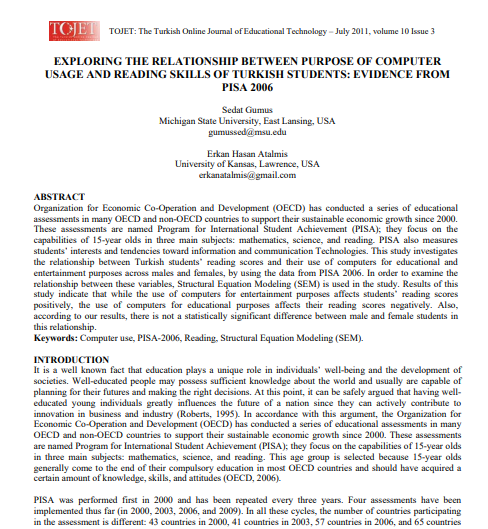 TOJET
TOJET: The Turkish Online Journal of Educational Technology – July 2011, volume 10 Issue 3
EXPLORING THE RELATIONSHIP BETWEEN PURPOSE OF COMPUTER
USAGE AND READING SKILLS OF TURKISH STUDENTS: EVIDENCE FROM
PISA 2006
Sedat Gumus
Michigan State University, East Lansing, USA
gumussed@msu.edu
Erkan Hasan Atalmis
University of Kansas, Lawrence, USA
erkanatalmis@gmail.com
ABSTRACT
Organization for Economic Co-Operation and Development (OECD) has conducted a series of educational
assessments in many OECD and non-OECD countries to support their sustainable economic growth since 2000.
These assessments are named Program for International Student Achievement (PISA); they focus on the
capabilities of 15-year olds in three main subjects: mathematics, science, and reading. PISA also measures
students' interests and tendencies toward information and communication Technologies. This study investigates
the relationship between Turkish students' reading scores and their use of computers for educational and
entertainment purposes across males and females, by using the data from PISA 2006. In order to examine the
relationship between these variables, Structural Equation Modeling (SEM) is used in the study. Results of this
study indicate that while the use of computers for entertainment purposes affects students' reading scores
positively, the use of computers for educational purposes affects their reading scores negatively. Also,
according to our results, there is not a statistically significant difference between male and female students in
this relationship.
Keywords: Computer use, PISA-2006, Reading, Structural Equation Modeling (SEM).
INTRODUCTION
It is a well known fact that education plays a unique role in individuals' well-being and the development of
societies. Well-educated people may possess sufficient knowledge about the world and usually are capable of
planning for their futures and making the right decisions. At this point, it can be safely argued that having well-
educated young individuals greatly influences the future of a nation since they can actively contribute to
innovation in business and industry (Roberts, 1995). In accordance with this argument, the Organization for
Economic Co-Operation and Development (OECD) has conducted a series of educational assessments in many
OECD and non-OECD countries to support their sustainable economic growth since 2000. These assessments
are named Program for International Student Achievement (PISA); they focus on the capabilities of 15-year olds
in three main subjects: mathematics, science, and reading. This age group is selected because 15-year olds
generally come to the end of their compulsory education in most OECD countries and should have acquired a
certain amount of knowledge, skills, and attitudes (OECD, 2006).
PISA was performed first in 2000 and has been repeated every three years. Four assessments have been
implemented thus far (in 2000, 2003, 2006, and 2009). In all these cycles, the number of countries participating
in the assessment is different: 43 countries in 2000, 41 countries in 2003, 57 countries in 2006, and 65 countries